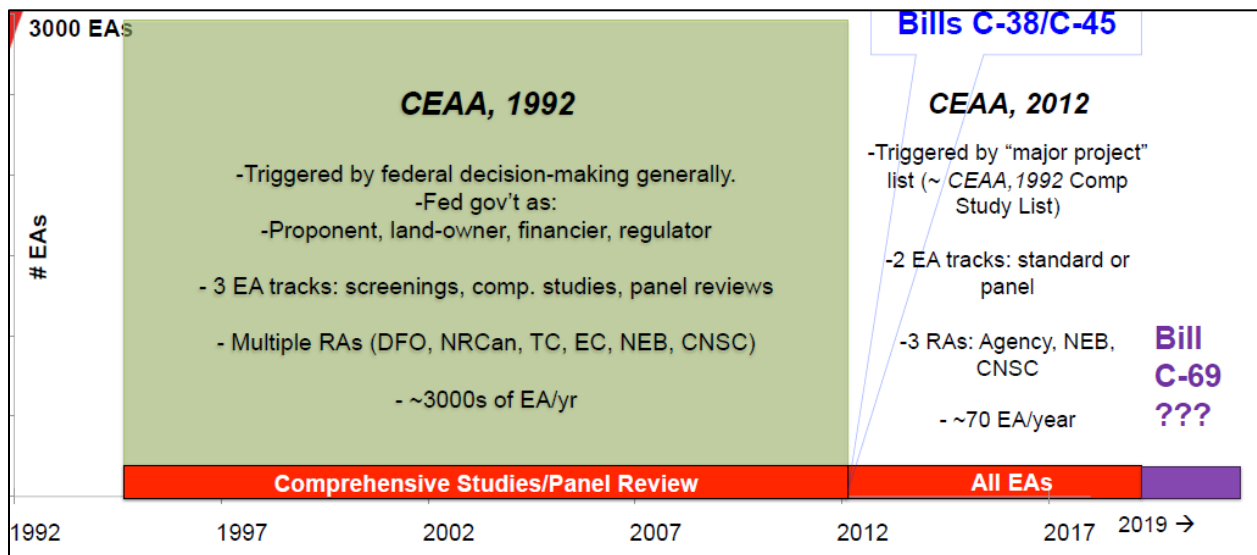 3000 EAs
# EAs
CEAA, 1992
-Triggered by federal decision-making generally.
-Fed gov't as:
-Proponent, land-owner, financier, regulator
- 3 EA tracks: screenings, comp. studies, panel reviews
- Multiple RAs (DFO, NRCan, TC, EC, NEB, CNSC)
- ~3000s of EA/yr
Bills C-38/C-45
CEAA, 2012
-Triggered by “major project”
list (~ CEAA,1992 Comp
Study List)
-2 EA tracks: standard or
panel
-3 RAs: Agency, NEB,
CNSC
- ~70 EA/year
Bill
C-69
???
Comprehensive Studies/Panel Review
All EAs
1992
1997
2002
2007
2012
2017
2019 →